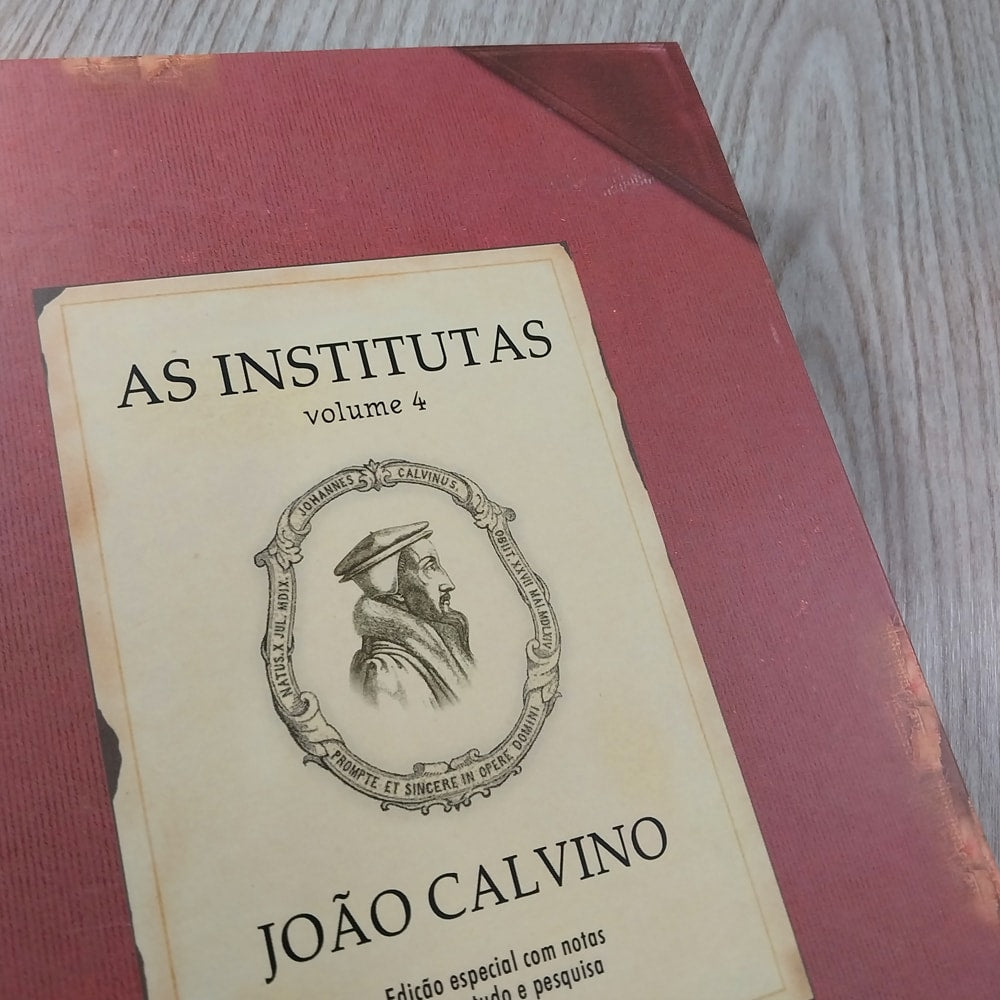 AS INSTITUTAS
volume 4
JOHANNES CALVINUS.
OBIIT XXVII MAI.MDLXIV.
NATUS.X JUL. MDIX.
PROMPTE ET SINCERE IN OPERE DOMINI
JOÃO CALVINO
Edição especial com notas
e pesquisa